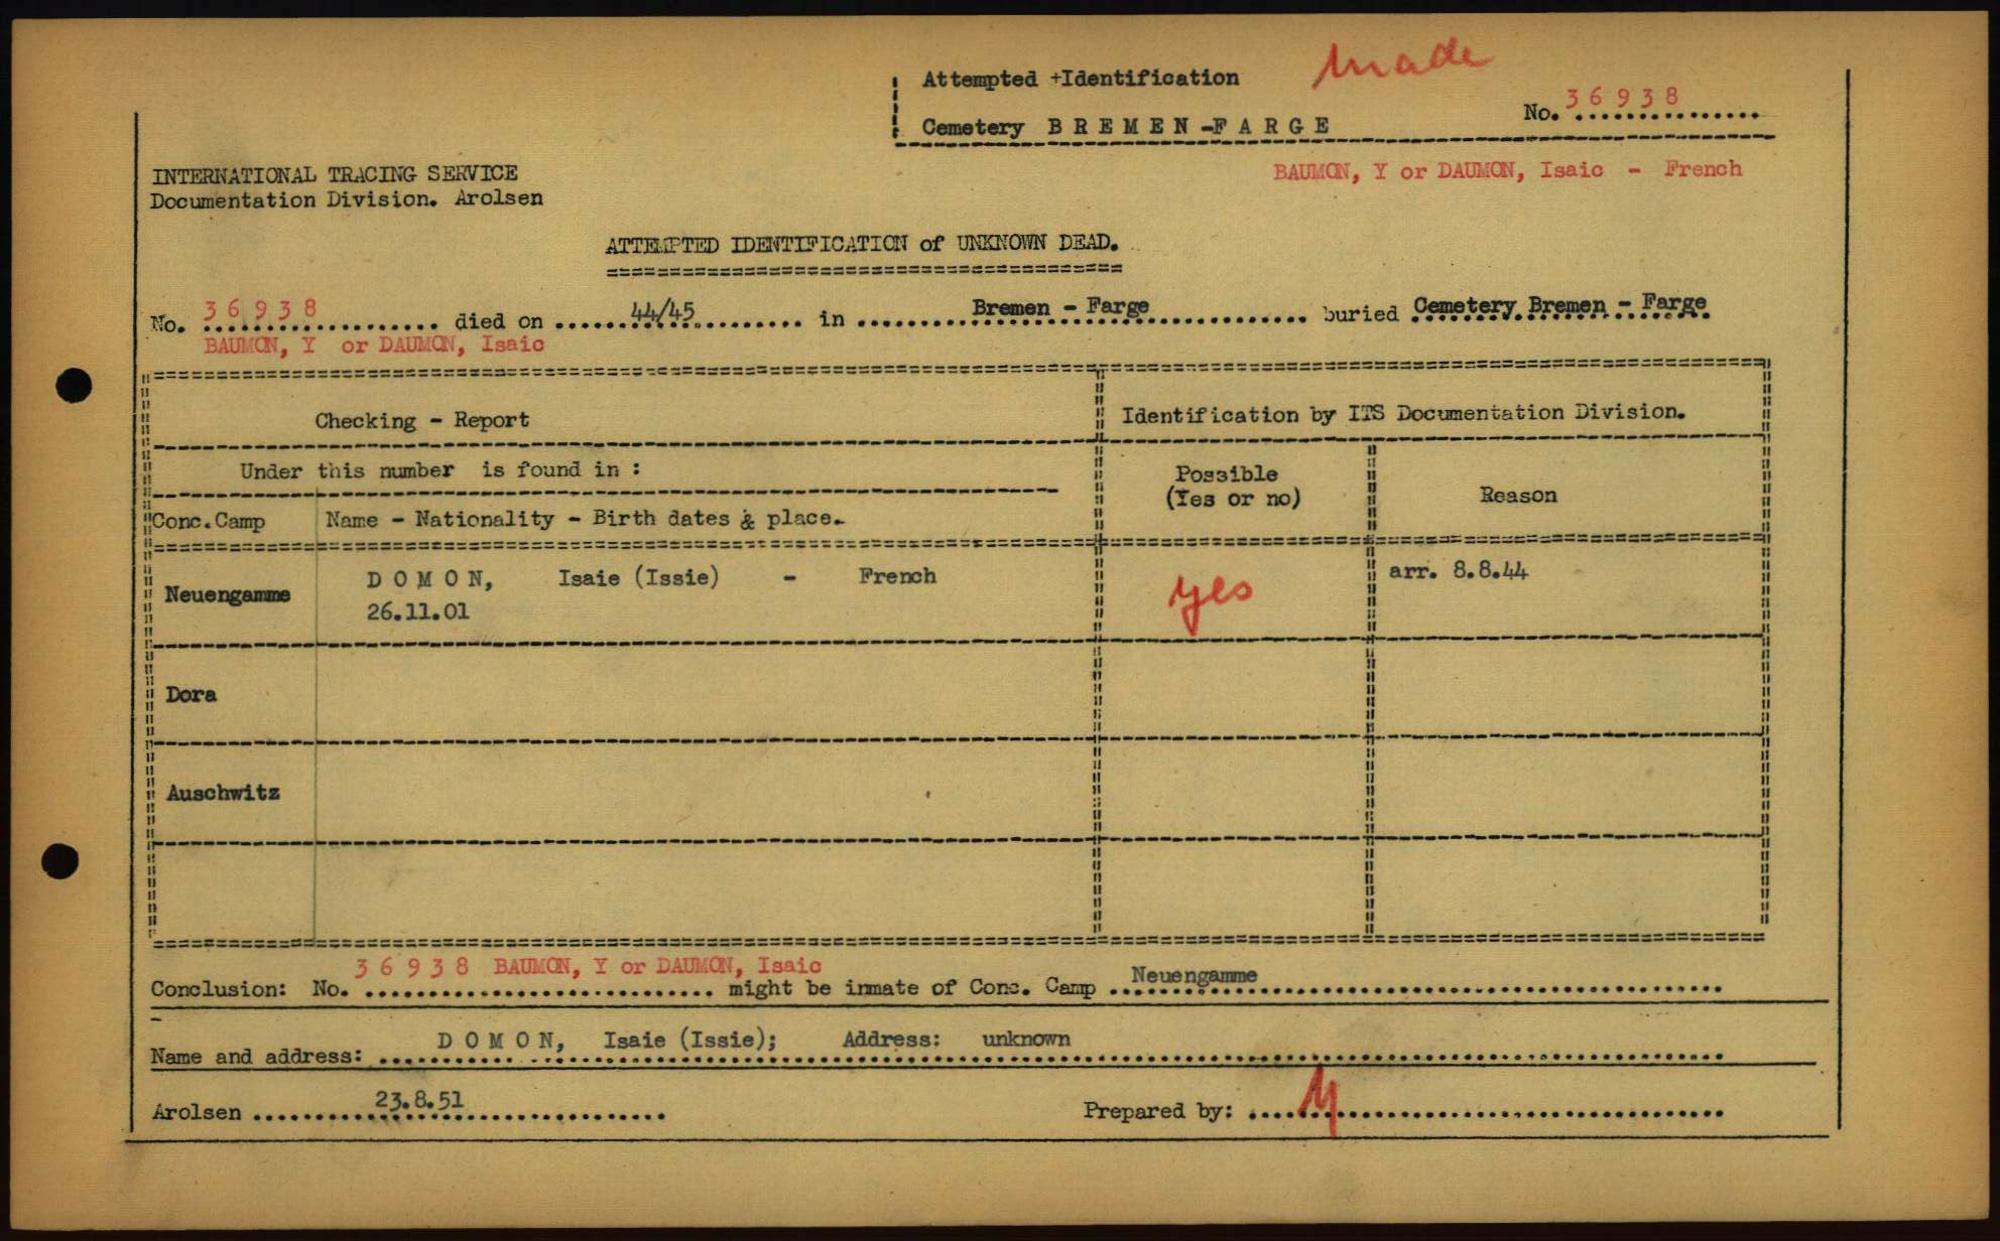 Attempted +Identification made
No. 36938
Cemetery BREMEN-FARGE
BAUMON, Y or DAUMON, Isaic - French
INTERNATIONAL TRACING SERVICE
Documentation Division. Arolsen
ATTEMPTED IDENTIFICATION of UNKNOWN DEAD.
No. 36938 died on 44/45 in Bremen - Farge buried Cemetery Bremen - Farge
BAUMON, Y or DAUMON, Isaic
Checking - Report
Identification by ITS Documentation Division.
Under this number is found in :
Possible
(Yes or no)
Reason
Conc.Camp Name - Nationality - Birth dates & place.
Neuengamme DOMON, Isaie (Issie) - French yes arr. 8.8.44
26.11.01
Dora
Auschwitz
36938 BAUMON, Y or DAUMON, Isaic
Conclusion: No. might be inmate of Conc. Camp Neuengamme
Name and address: DOMON, Isaie (Issie); Address: unknown
Arolsen 23.8.51 Prepared by: